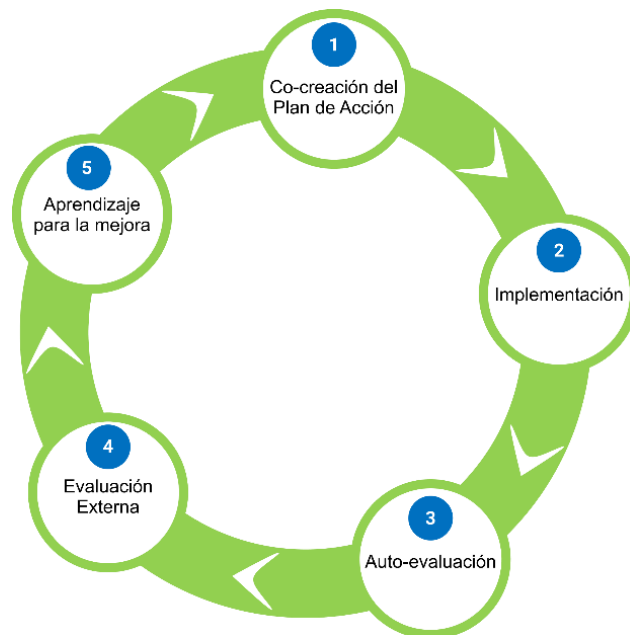 1
Co-creación del
Plan de Acción
2
Implementación
3
Auto-evaluación
4
Evaluación
Externa
5
Aprendizaje
para la mejora